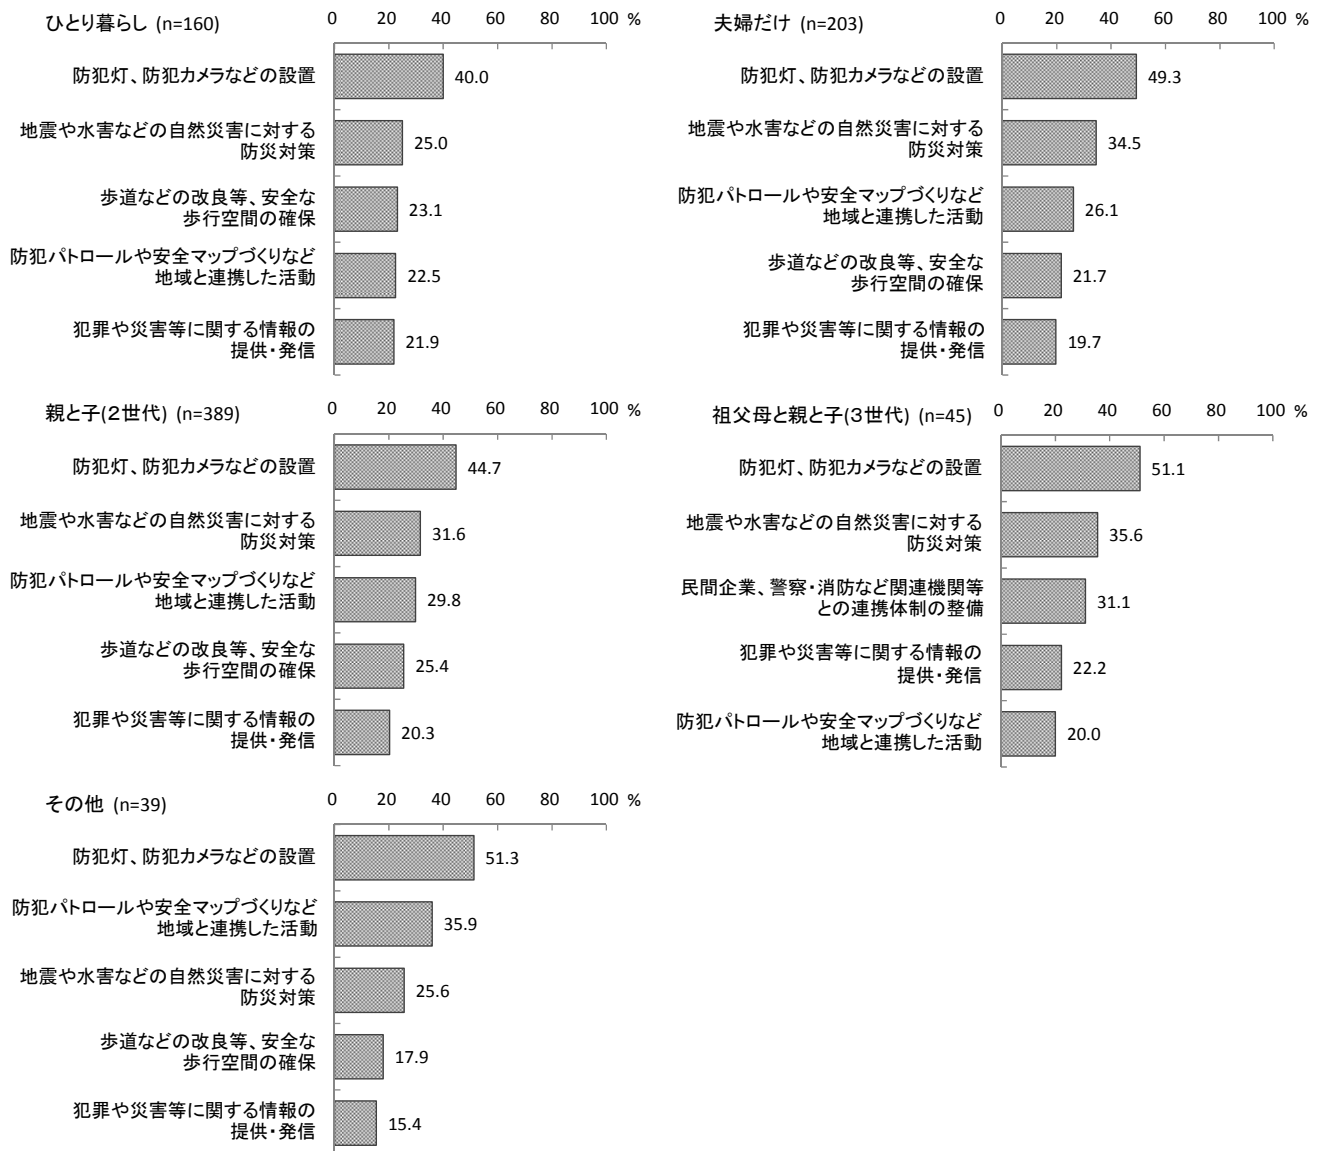 ひとり暮らし (n=160)
0 20 40 60 80 100 %
防犯灯、防犯カメラなどの設置
40.0
地震や水害などの自然災害に対する
防災対策
25.0
歩道などの改良等、安全な
歩行空間の確保
23.1
防犯パトロールや安全マップづくりなど
地域と連携した活動
22.5
犯罪や災害等に関する情報の
提供・発信
21.9
夫婦だけ (n=203)
0 20 40 60 80 100 %
防犯灯、防犯カメラなどの設置
49.3
地震や水害などの自然災害に対する
防災対策
34.5
防犯パトロールや安全マップづくりなど
地域と連携した活動
26.1
歩道などの改良等、安全な
歩行空間の確保
21.7
犯罪や災害等に関する情報の
提供・発信
19.7
親と子(2世代) (n=389)
0 20 40 60 80 100 %
防犯灯、防犯カメラなどの設置
44.7
地震や水害などの自然災害に対する
防災対策
31.6
防犯パトロールや安全マップづくりなど
地域と連携した活動
29.8
歩道などの改良等、安全な
歩行空間の確保
25.4
犯罪や災害等に関する情報の
提供・発信
20.3
祖父母と親と子(3世代) (n=45)
0 20 40 60 80 100 %
防犯灯、防犯カメラなどの設置
51.1
地震や水害などの自然災害に対する
防災対策
35.6
民間企業、警察・消防など関連機関等
との連携体制の整備
31.1
犯罪や災害等に関する情報の
提供・発信
22.2
防犯パトロールや安全マップづくりなど
地域と連携した活動
20.0
その他 (n=39)
0 20 40 60 80 100 %
防犯灯、防犯カメラなどの設置
51.3
防犯パトロールや安全マップづくりなど
地域と連携した活動
35.9
地震や水害などの自然災害に対する
防災対策
25.6
歩道などの改良等、安全な
歩行空間の確保
17.9
犯罪や災害等に関する情報の
提供・発信
15.4